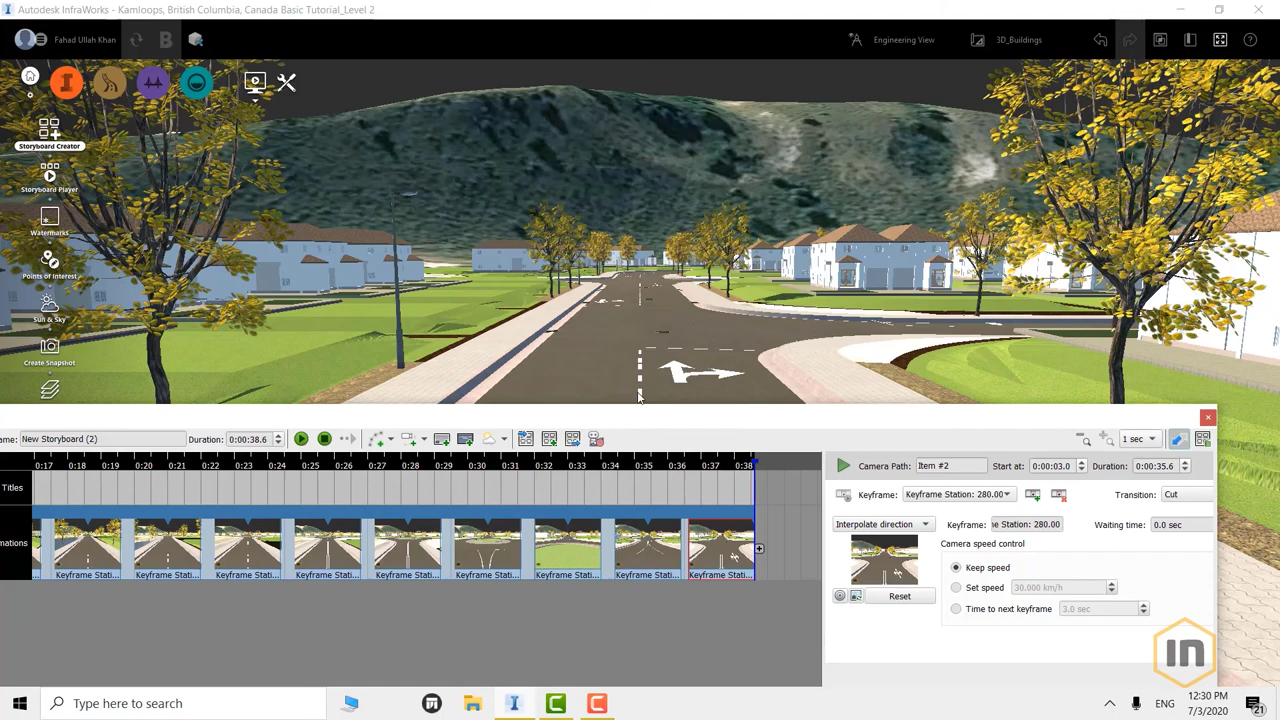 Autodesk InfraWorks - Kamloops, British Columbia, Canada Basic Tutorial_Level 2
Fahad Ullah Khan
B
Engineering View
3D_Buildings
Storyboard Creator
Storyboard Player
Watermarks
Points of Interest
Sun & Sky
Create Snapshot
ame: New Storyboard (2) Duration: 0:00:38.6
1 sec
0:17 0:18 0:19 0:20 0:21 0:22 0:23 0:24 0:25 0:26 0:27 0:28 0:29 0:30 0:31 0:32 0:33 0:34 0:35 0:36 0:37 0:38
Titles
mations
Keyframe Stati... Keyframe Stati... Keyframe Stati... Keyframe Stati... Keyframe Stati... Keyframe Stati... Keyframe Stati... Keyframe Stati... Keyframe Stati...
Camera Path: Item #2 Start at: 0:00:03.0 Duration: 0:00:35.6
Keyframe: Keyframe Station: 280.00 Transition: Cut
Interpolate direction Keyframe: ne Station: 280.00 Waiting time: 0.0 sec
Camera speed control
Keep speed
Set speed 30.000 km/h
Reset
Time to next keyframe 3.0 sec
in
Type here to search
ENG
12:30 PM
7/3/2020
21